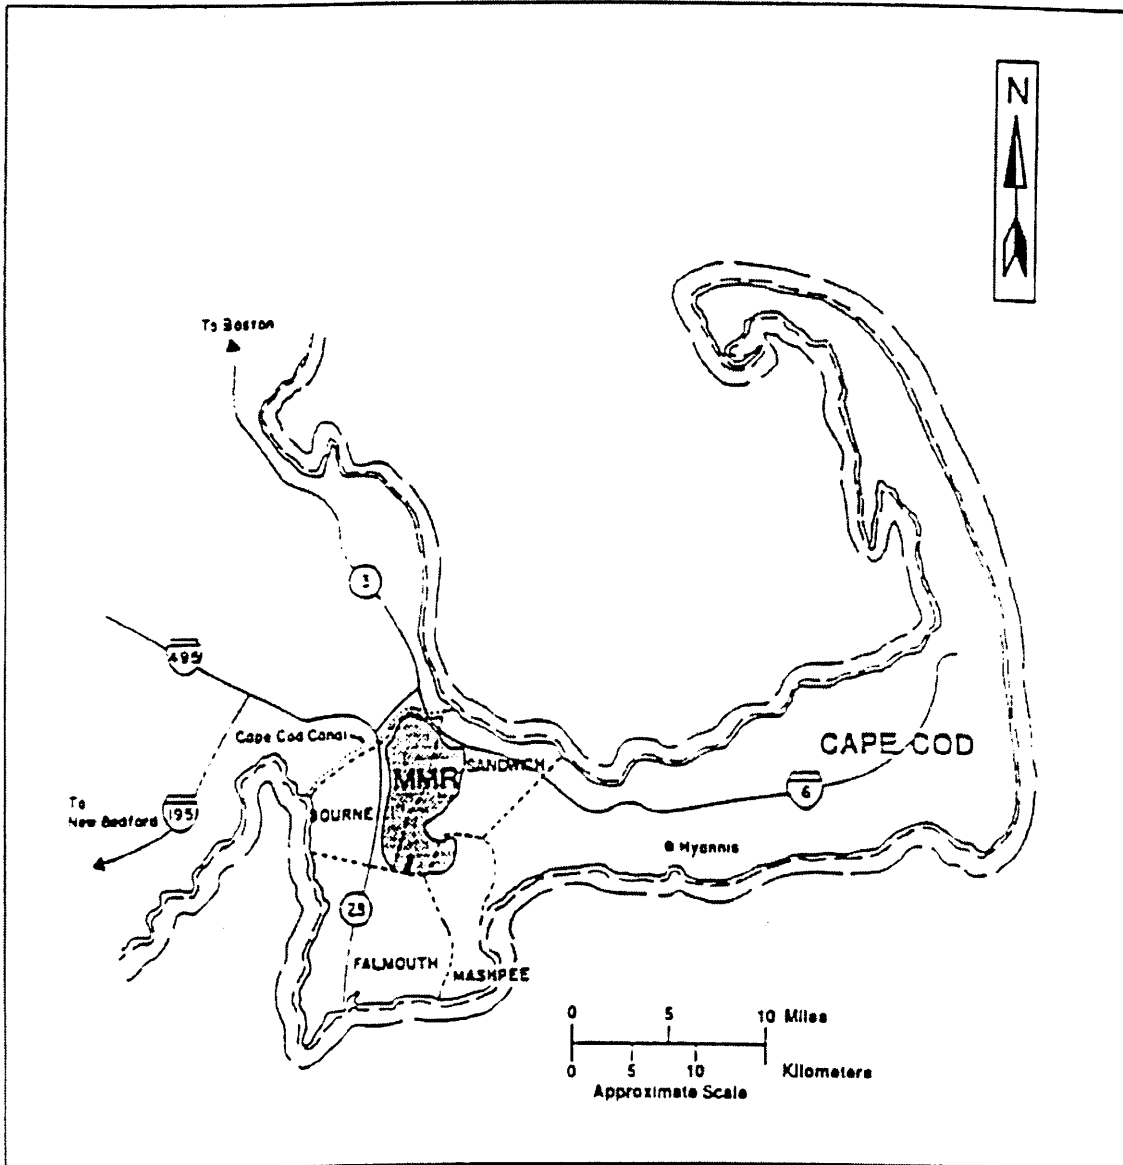 N
To Boston
3
495
Cape Cod Canal
SANDWICH
CAPE COD
MMR
6
To
New Bedford
195
BOURNE
Hyannis
28
FALMOUTH
MASHPEE
0 5 10 Miles
0 5 10 Kilometers
Approximate Scale